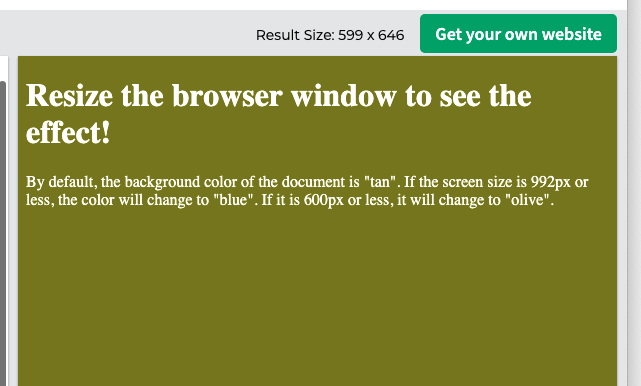 Result Size: 599 x 646
Get your own website
Resize the browser window to see the
effect!
By default, the background color of the document is "tan". If the screen size is 992px or
less, the color will change to "blue". If it is 600px or less, it will change to "olive".